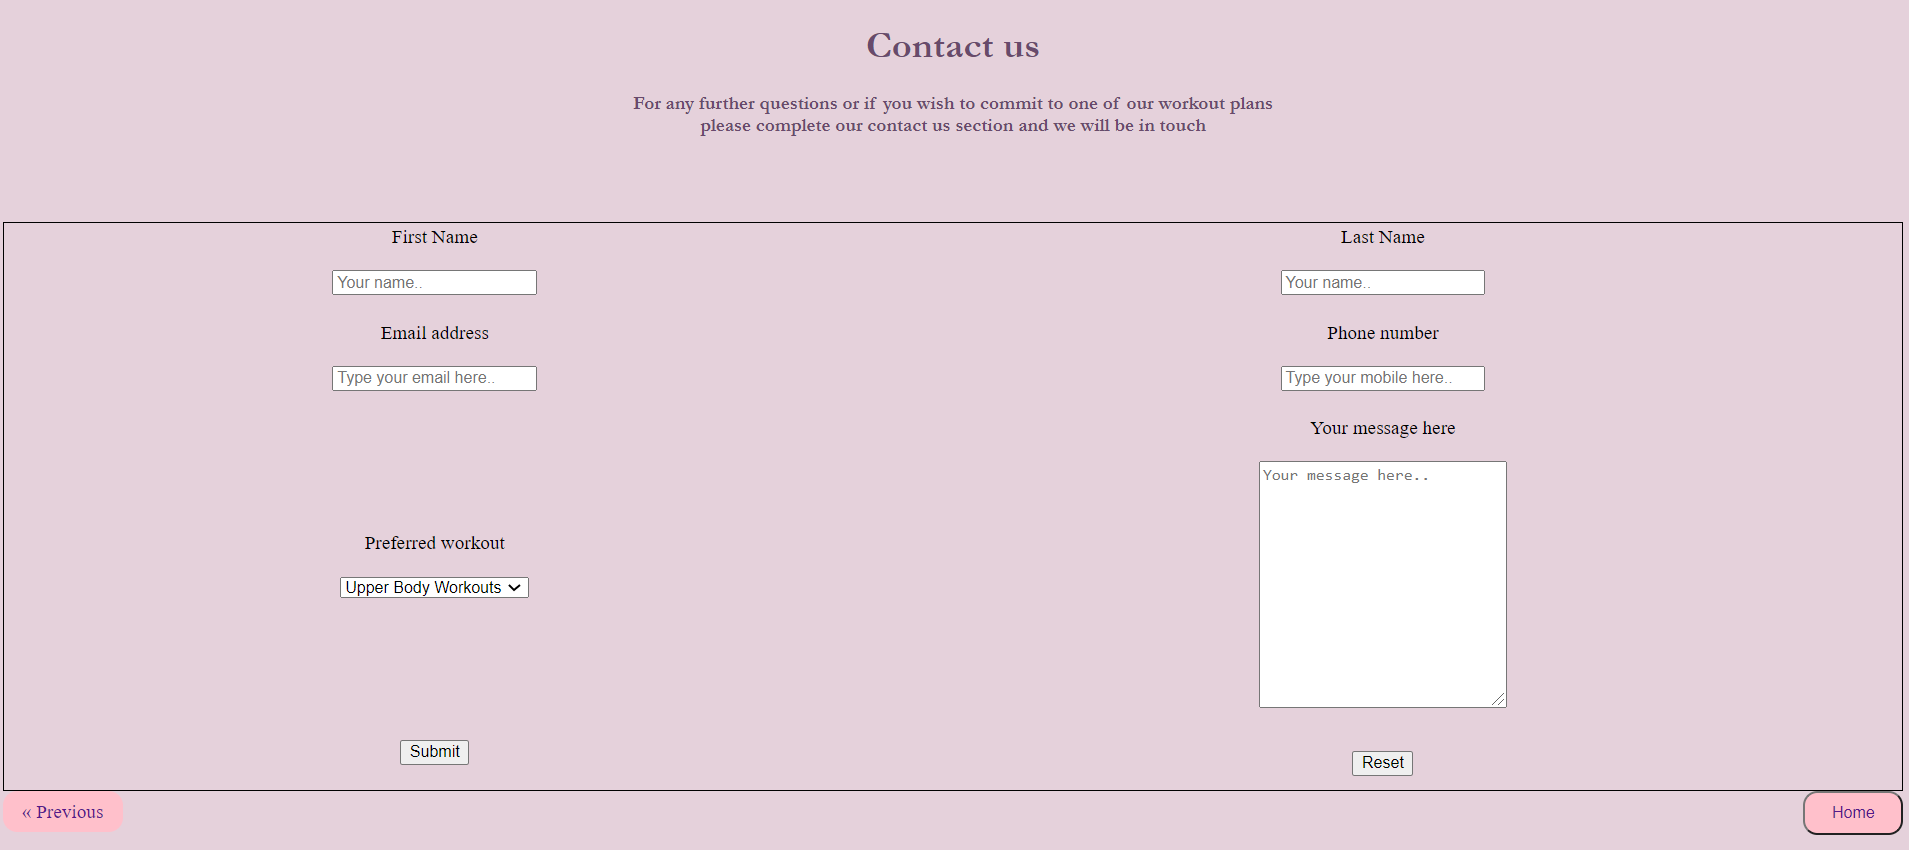 Contact us
For any further questions or if you wish to commit to one of our workout plans
please complete our contact us section and we will be in touch
First Name
Last Name
Your name..
Your name..
Email address
Phone number
Type your email here..
Type your mobile here..
Your message here
Your message here..
Preferred workout
Upper Body Workouts
Submit
Reset
« Previous
Home